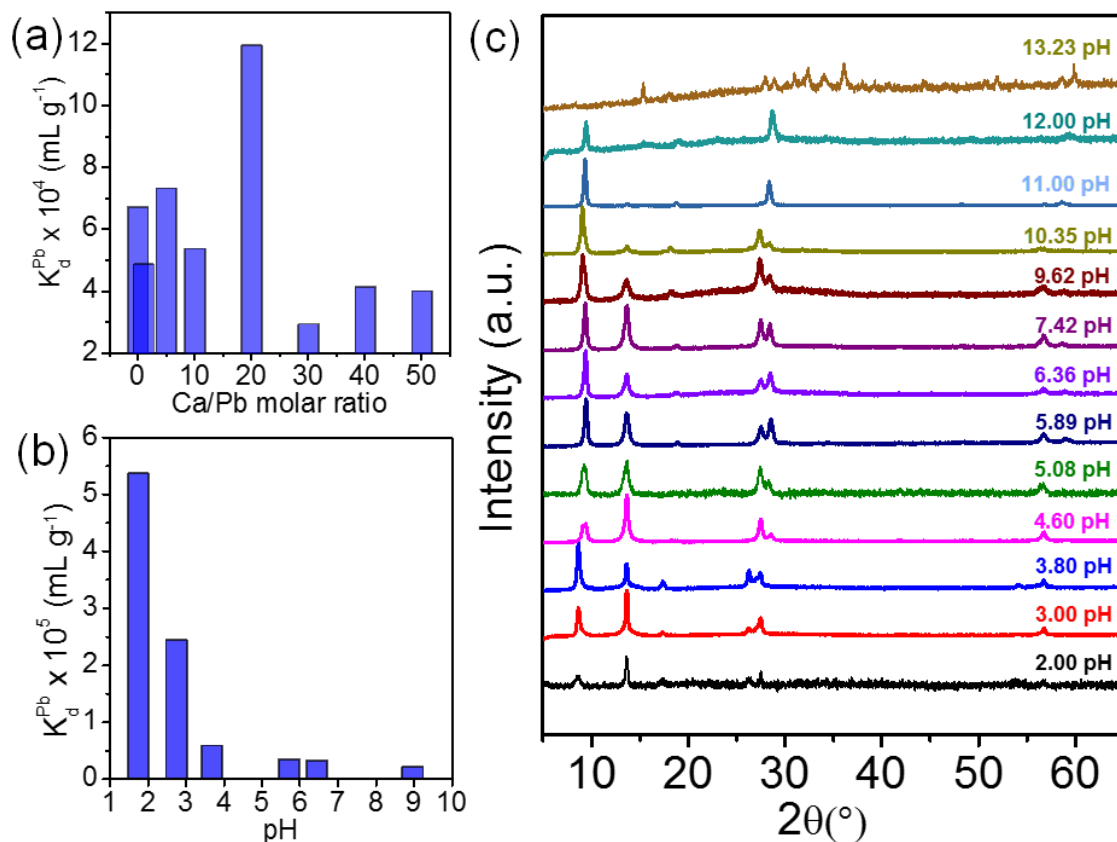 (a)
12
10
8
6
4
2
K_d^Pb x 10^4 (mL g^-1)
0 10 20 30 40 50
Ca/Pb molar ratio
(b)
6
5
4
3
2
1
0
K_d^Pb x 10^5 (mL g^-1)
1 2 3 4 5 6 7 8 9 10
pH
(c)
Intensity (a.u.)
13.23 pH
12.00 pH
11.00 pH
10.35 pH
9.62 pH
7.42 pH
6.36 pH
5.89 pH
5.08 pH
4.60 pH
3.80 pH
3.00 pH
2.00 pH
10 20 30 40 50 60
2θ(°)